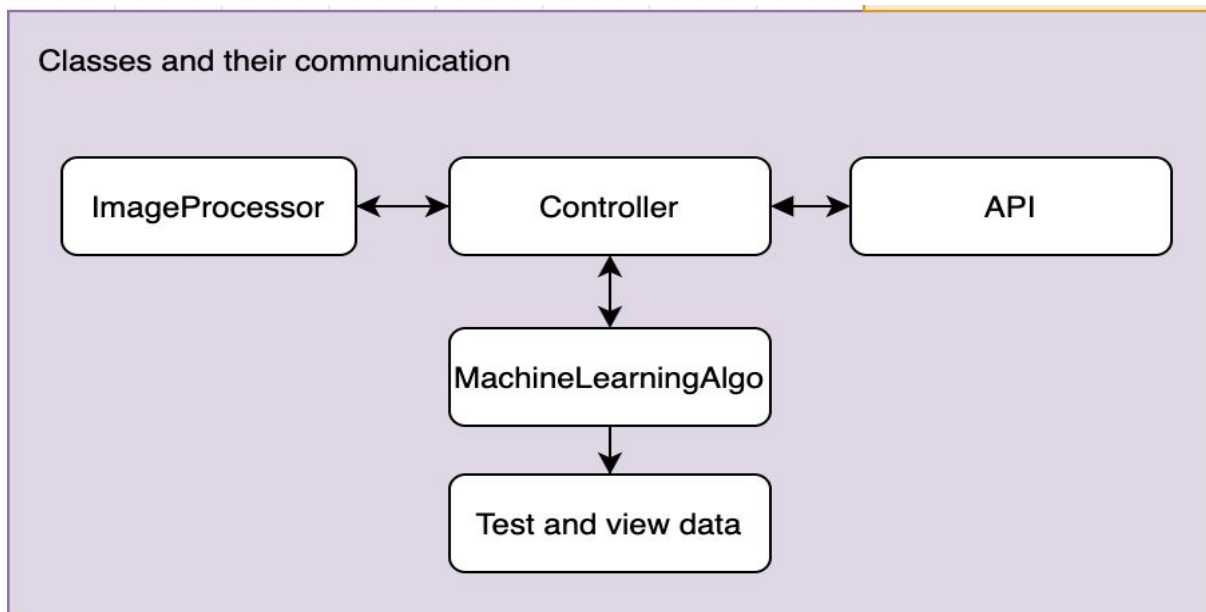 Classes and their communication
ImageProcessor
Controller
API
MachineLearningAlgo
Test and view data